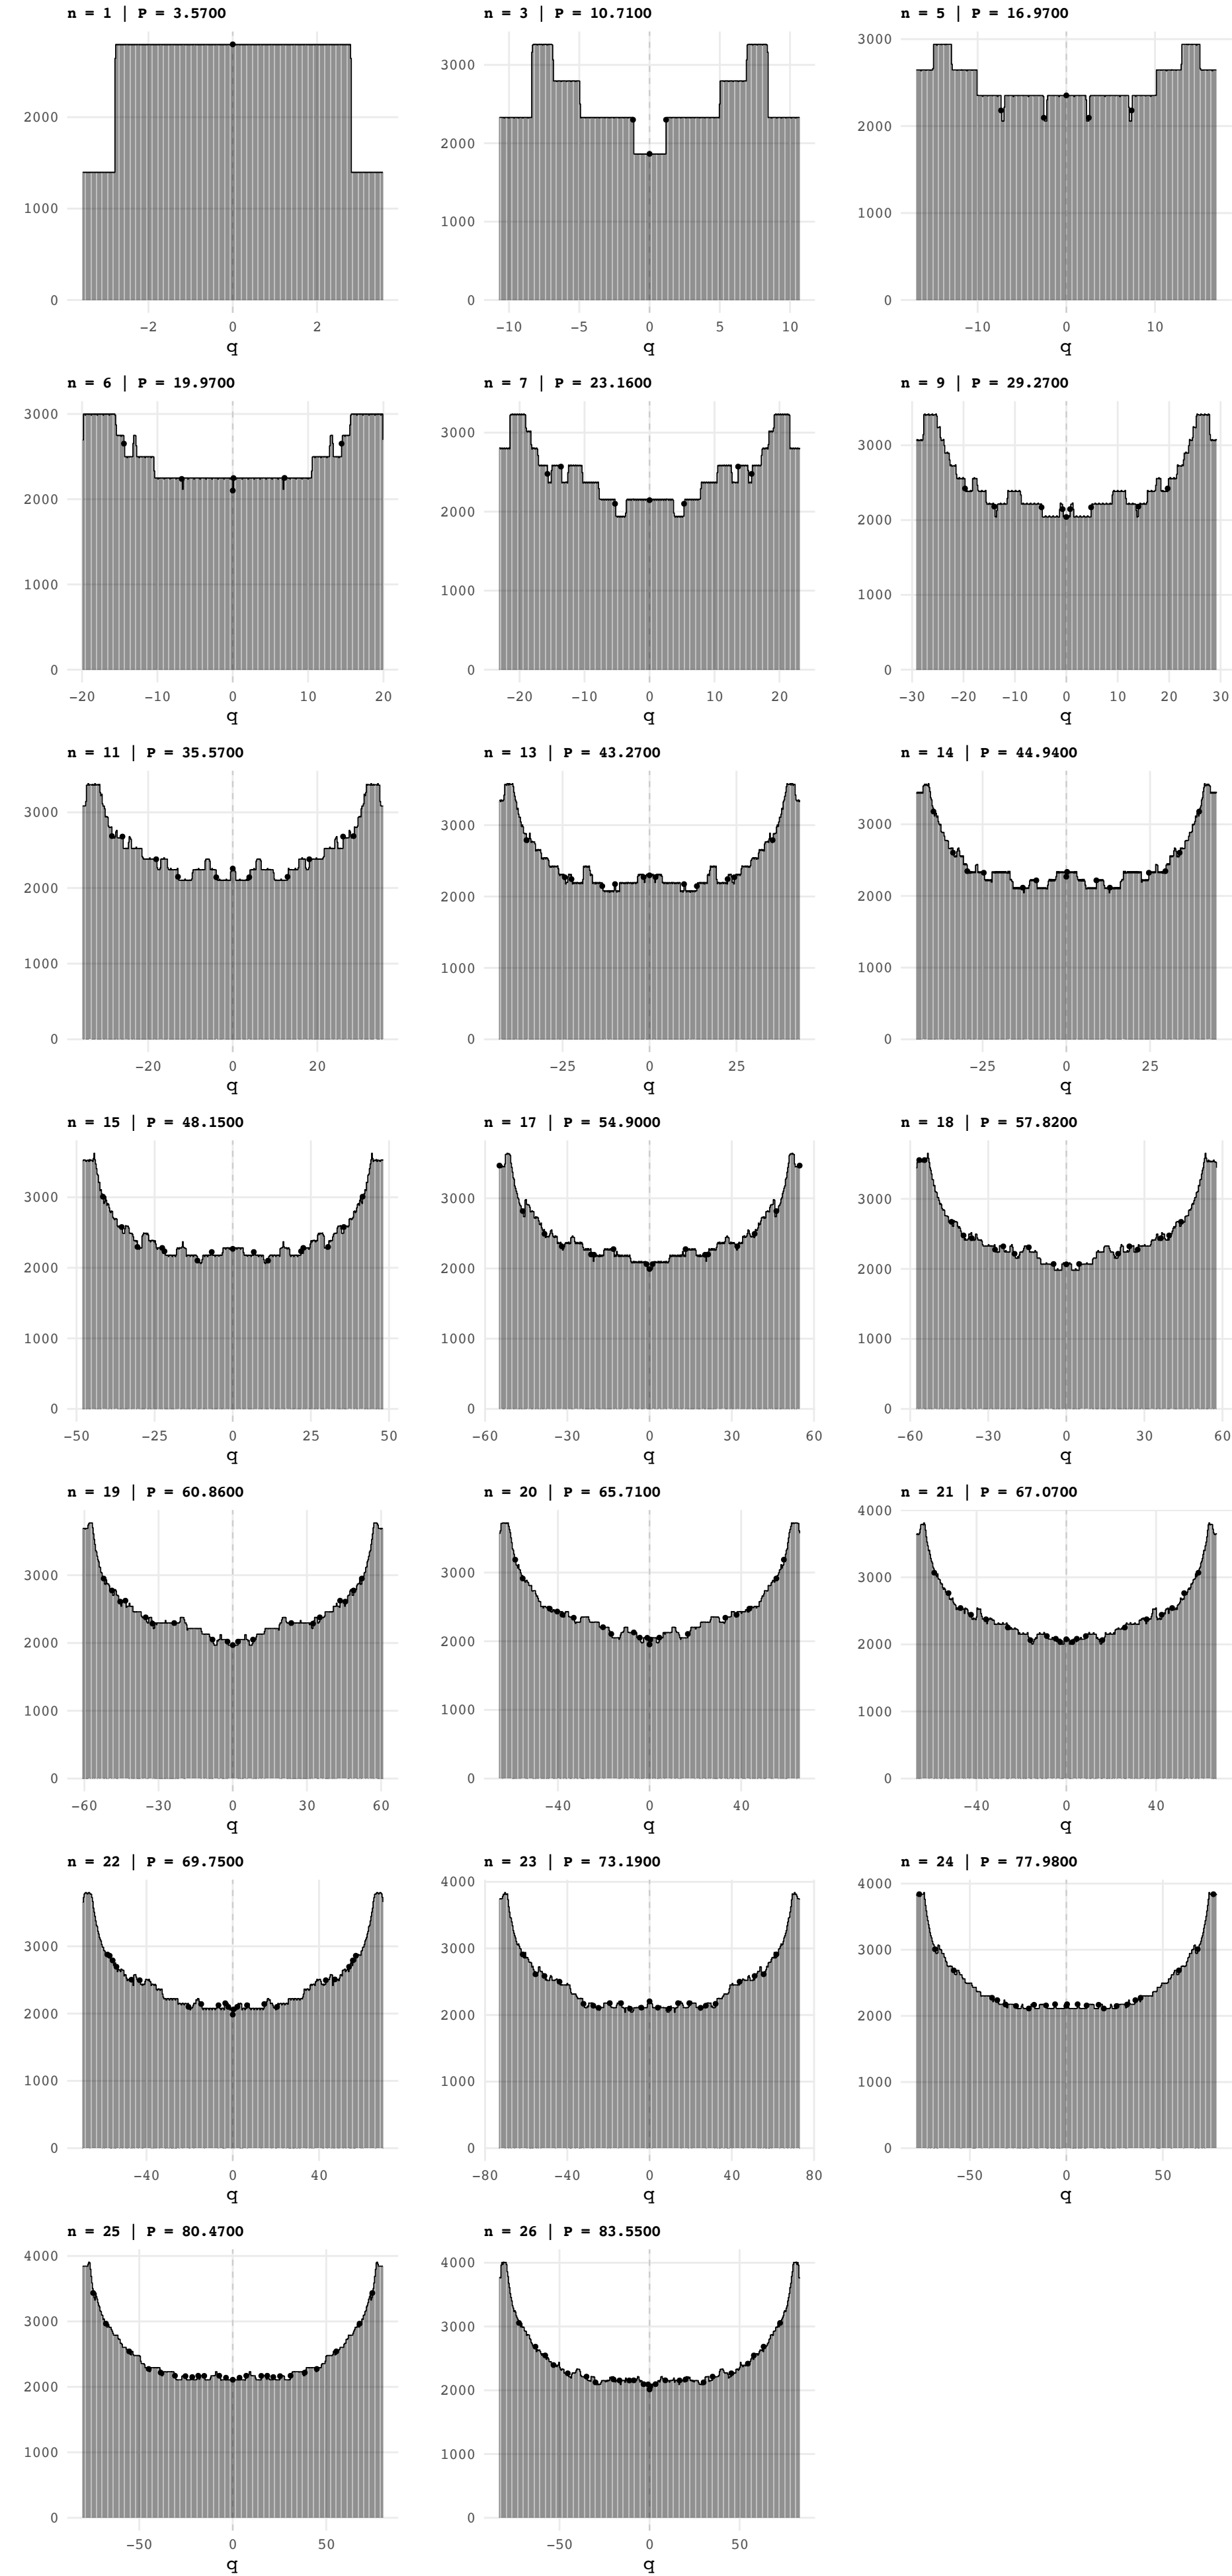 n = 1 | P = 3.5700
n = 3 | P = 10.7100
n = 5 | P = 16.9700
2000
1000
0
3000
2000
1000
0
3000
2000
1000
0
−2 0 2
−10 −5 0 5 10
−10 0 10
q
q
q
n = 6 | P = 19.9700
n = 7 | P = 23.1600
n = 9 | P = 29.2700
3000
2000
1000
0
3000
2000
1000
0
3000
2000
1000
0
−20 −10 0 10 20
−20 −10 0 10 20
−30 −20 −10 0 10 20 30
q
q
q
n = 11 | P = 35.5700
n = 13 | P = 43.2700
n = 14 | P = 44.9400
3000
2000
1000
0
3000
2000
1000
0
3000
2000
1000
0
−20 0 20
−25 0 25
−25 0 25
q
q
q
n = 15 | P = 48.1500
n = 17 | P = 54.9000
n = 18 | P = 57.8200
3000
2000
1000
0
3000
2000
1000
0
3000
2000
1000
0
−50 −25 0 25 50
−60 −30 0 30 60
−60 −30 0 30 60
q
q
q
n = 19 | P = 60.8600
n = 20 | P = 65.7100
n = 21 | P = 67.0700
3000
2000
1000
0
3000
2000
1000
0
4000
3000
2000
1000
0
−60 −30 0 30 60
−40 0 40
−40 0 40
q
q
q
n = 22 | P = 69.7500
n = 23 | P = 73.1900
n = 24 | P = 77.9800
3000
2000
1000
0
4000
3000
2000
1000
0
4000
3000
2000
1000
0
−40 0 40
−80 −40 0 40 80
−50 0 50
q
q
q
n = 25 | P = 80.4700
n = 26 | P = 83.5500
4000
3000
2000
1000
0
4000
3000
2000
1000
0
−50 0 50
−50 0 50
q
q